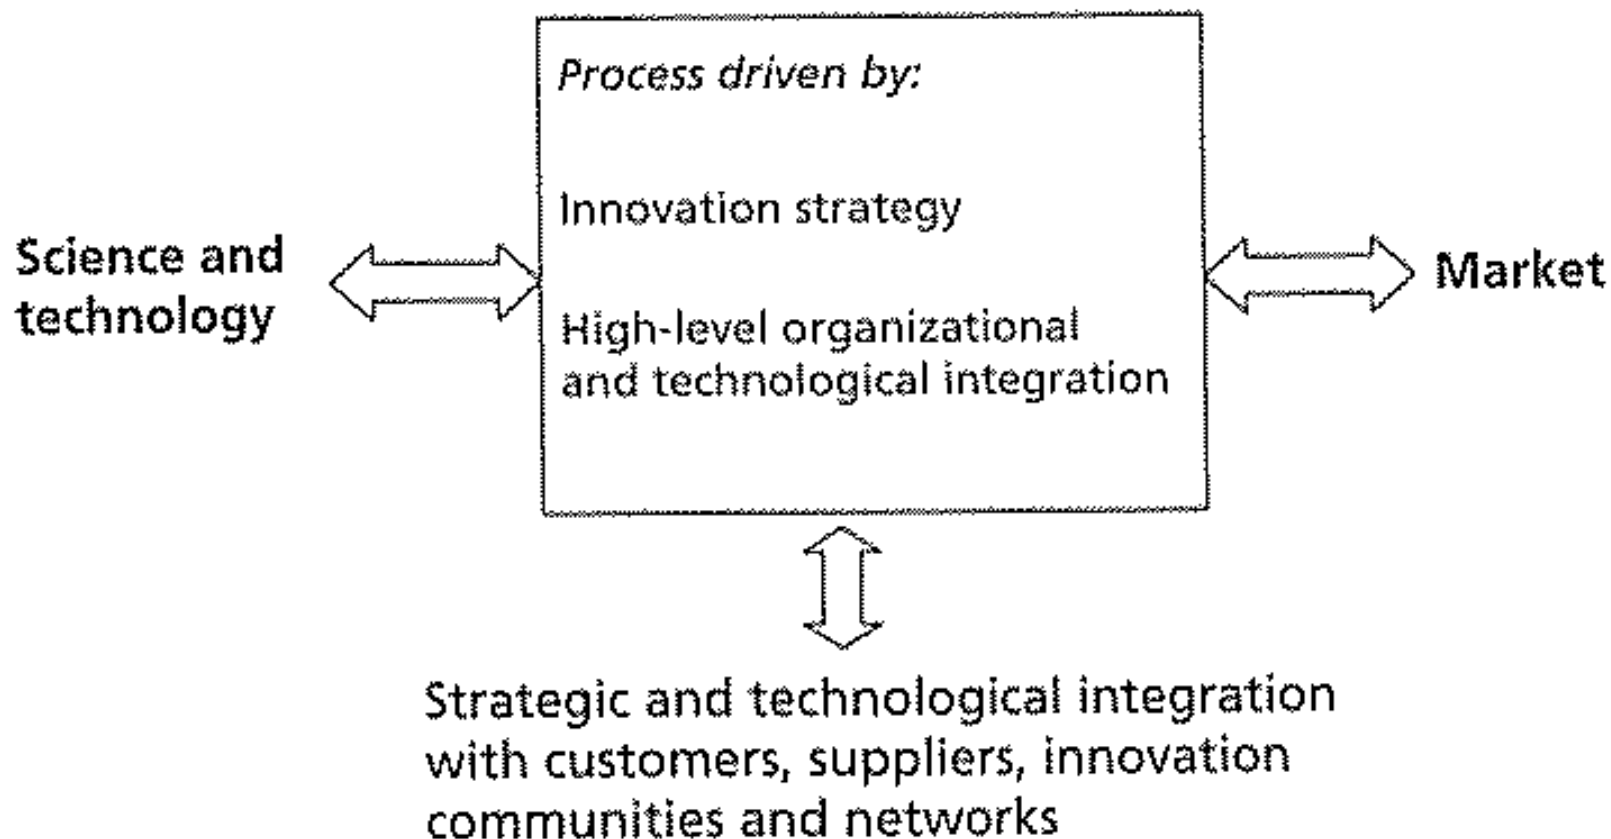 Process driven by:
Innovation strategy
Science and
technology
High-level organizational
and technological integration
Market
Strategic and technological integration
with customers, suppliers, innovation
communities and networks